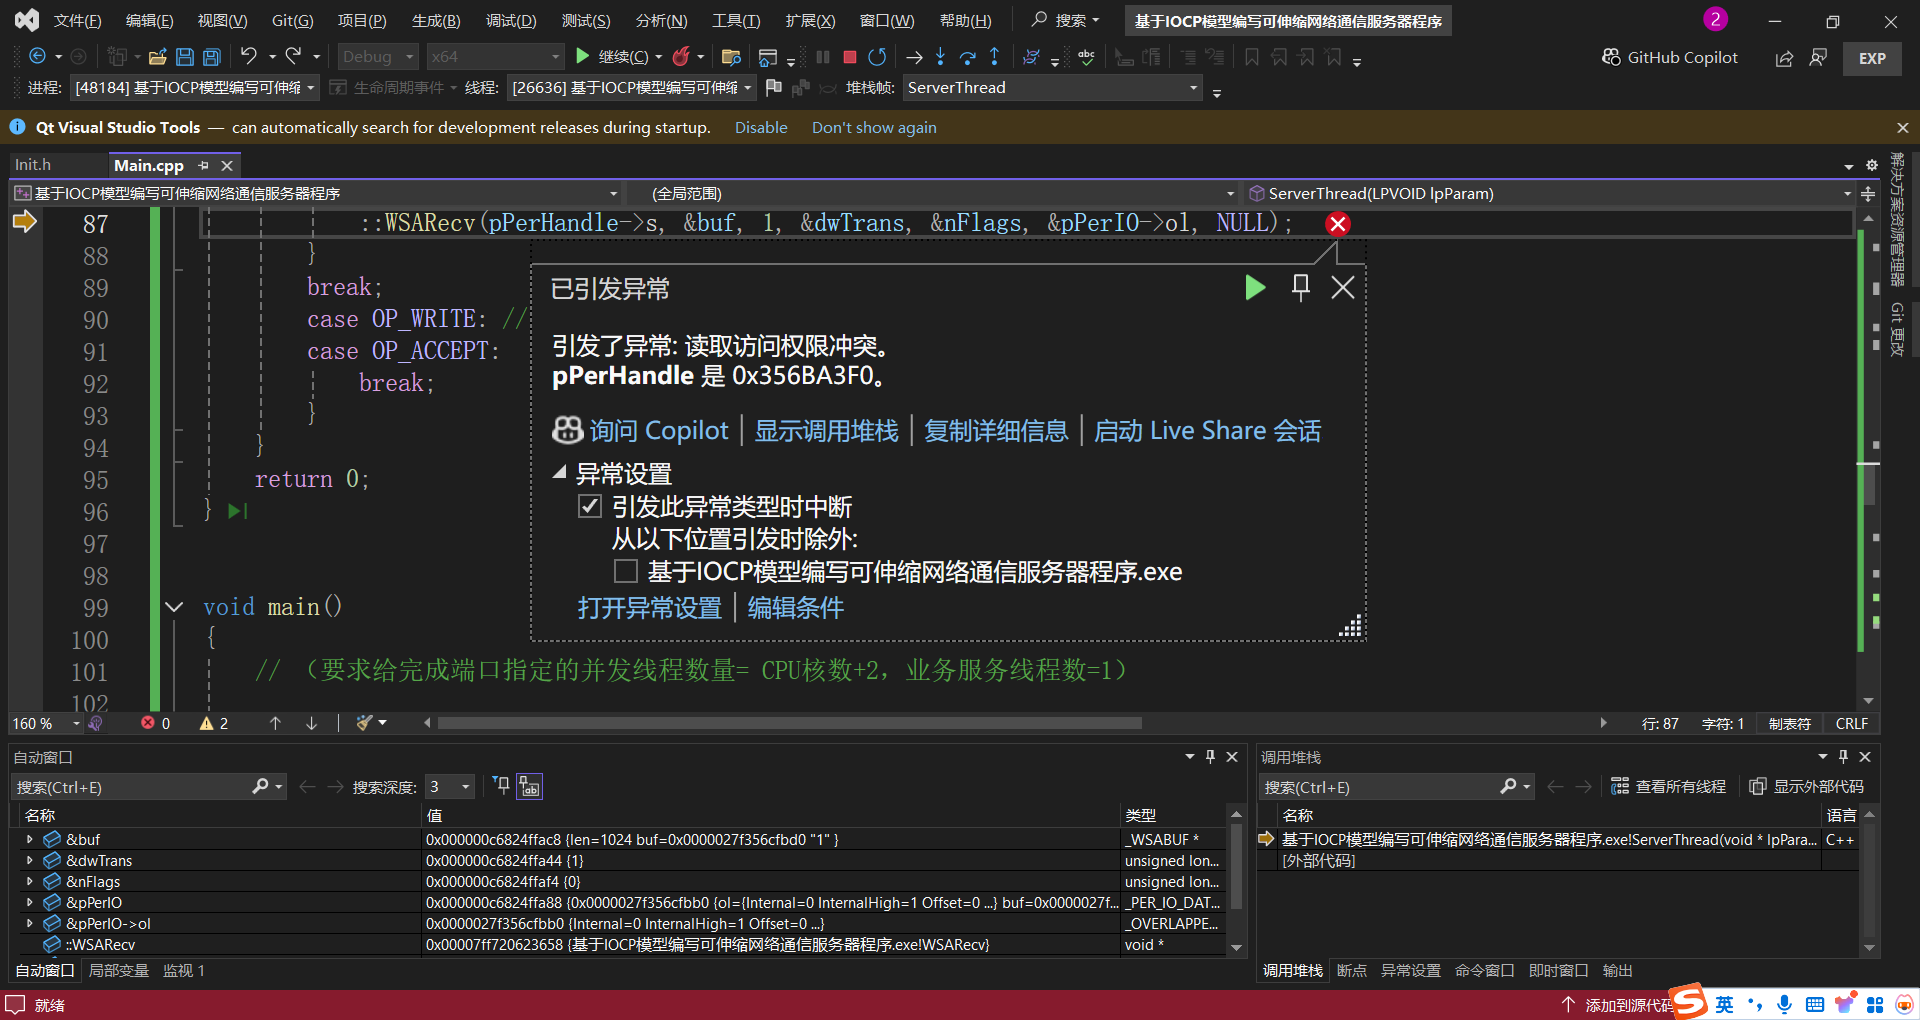 文件(F) 编辑(E) 视图(V) Git(G) 项目(P) 生成(B) 调试(D) 测试(S) 分析(N) 工具(T) 扩展(X) 窗口(W) 帮助(H) 搜索 基于IOCP模型编写可伸缩网络通信服务器程序 2
Debug x64 继续(C) abc GitHub Copilot EXP
进程: [48184] 基于IOCP模型编写可伸缩 生命周期事件 线程: [26636] 基于IOCP模型编写可伸缩 堆栈帧: ServerThread
Qt Visual Studio Tools — can automatically search for development releases during startup. Disable Don't show again
Init.h Main.cpp
基于IOCP模型编写可伸缩网络通信服务器程序 (全局范围) ServerThread(LPVOID lpParam)
解决方案资源管理器
Git 更改
87 ::WSARecv(pPerHandle->s, &buf, 1, &dwTrans, &nFlags, &pPerIO->ol, NULL);
88 }
89 break;
90 case OP_WRITE: //
91 case OP_ACCEPT:
92 break;
93 }
94 }
95 return 0;
96 }
97
98
99 void main()
100 {
101 // （要求给完成端口指定的并发线程数量= CPU核数+2，业务服务线程数=1）
102
已引发异常
引发了异常: 读取访问权限冲突。
pPerHandle 是 0x356BA3F0。
询问 Copilot | 显示调用堆栈 | 复制详细信息 | 启动 Live Share 会话
异常设置
引发此异常类型时中断
从以下位置引发时除外:
基于IOCP模型编写可伸缩网络通信服务器程序.exe
打开异常设置 | 编辑条件
160 % 0 2 行: 87 字符: 1 制表符 CRLF
自动窗口
搜索(Ctrl+E) 搜索深度: 3
名称 值 类型
&buf 0x000000c6824ffac8 {len=1024 buf=0x0000027f356cfbd0 "1" } _WSABUF *
&dwTrans 0x000000c6824ffa44 {1} unsigned lon...
&nFlags 0x000000c6824ffaf4 {0} unsigned lon...
&pPerIO 0x000000c6824ffa88 {0x0000027f356cfbb0 {ol={Internal=0 InternalHigh=1 Offset=0 ...} buf=0x0000027f... _PER_IO_DAT...
&pPerIO->ol 0x0000027f356cfbb0 {Internal=0 InternalHigh=1 Offset=0 ...} _OVERLAPPE...
::WSARecv 0x00007ff720623658 {基于IOCP模型编写可伸缩网络通信服务器程序.exe!WSARecv} void *
自动窗口 局部变量 监视 1
调用堆栈
搜索(Ctrl+E) 查看所有线程 显示外部代码
名称 语言
基于IOCP模型编写可伸缩网络通信服务器程序.exe!ServerThread(void * lpPara... C++
[外部代码]
调用堆栈 断点 异常设置 命令窗口 即时窗口 输出
就绪 添加到源代码 英